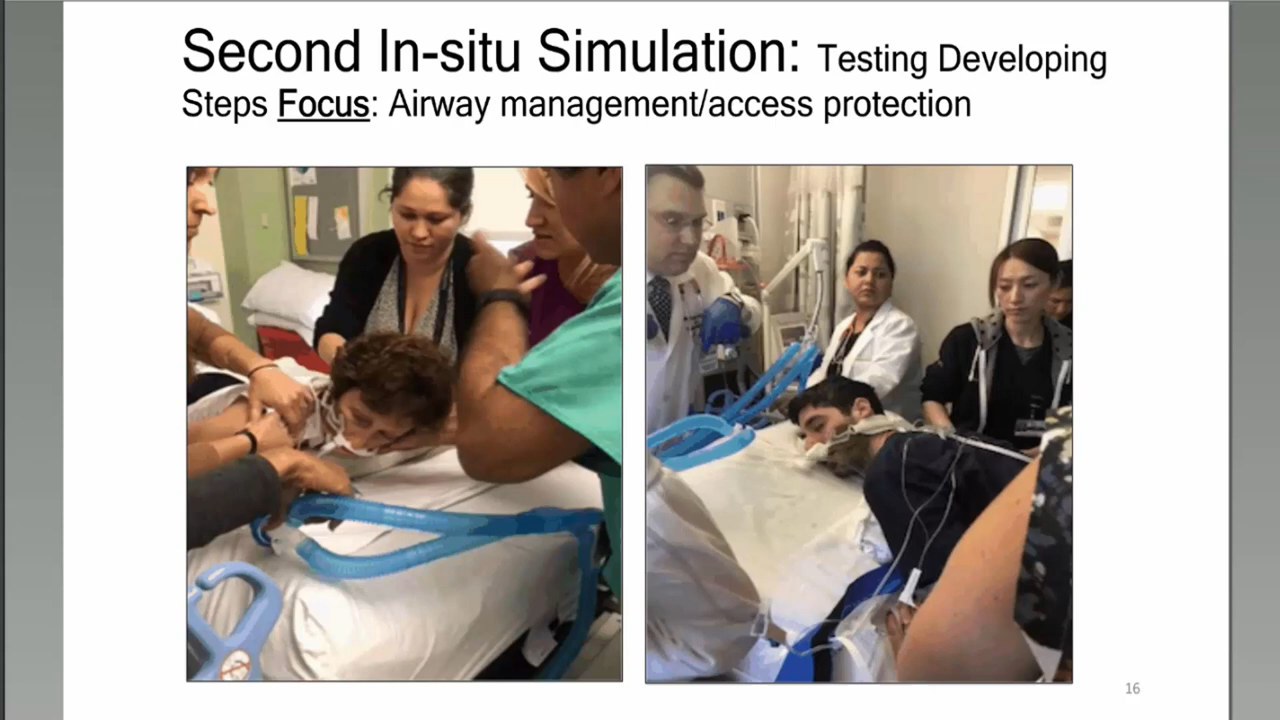 Second In-situ Simulation: Testing Developing
Steps Focus: Airway management/access protection
16